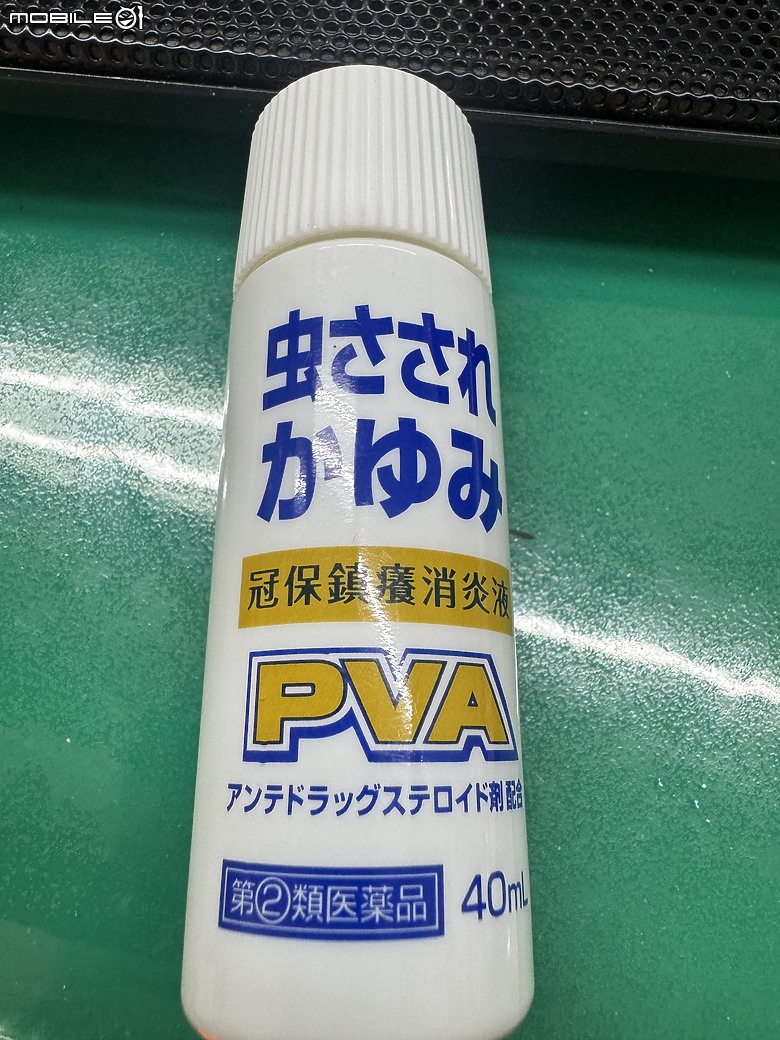 MOBILE01
虫さされ
かゆみ
冠保鎮癢消炎液
PVA
アンテドラッグステロイド剤配合
第②類医薬品 40mL